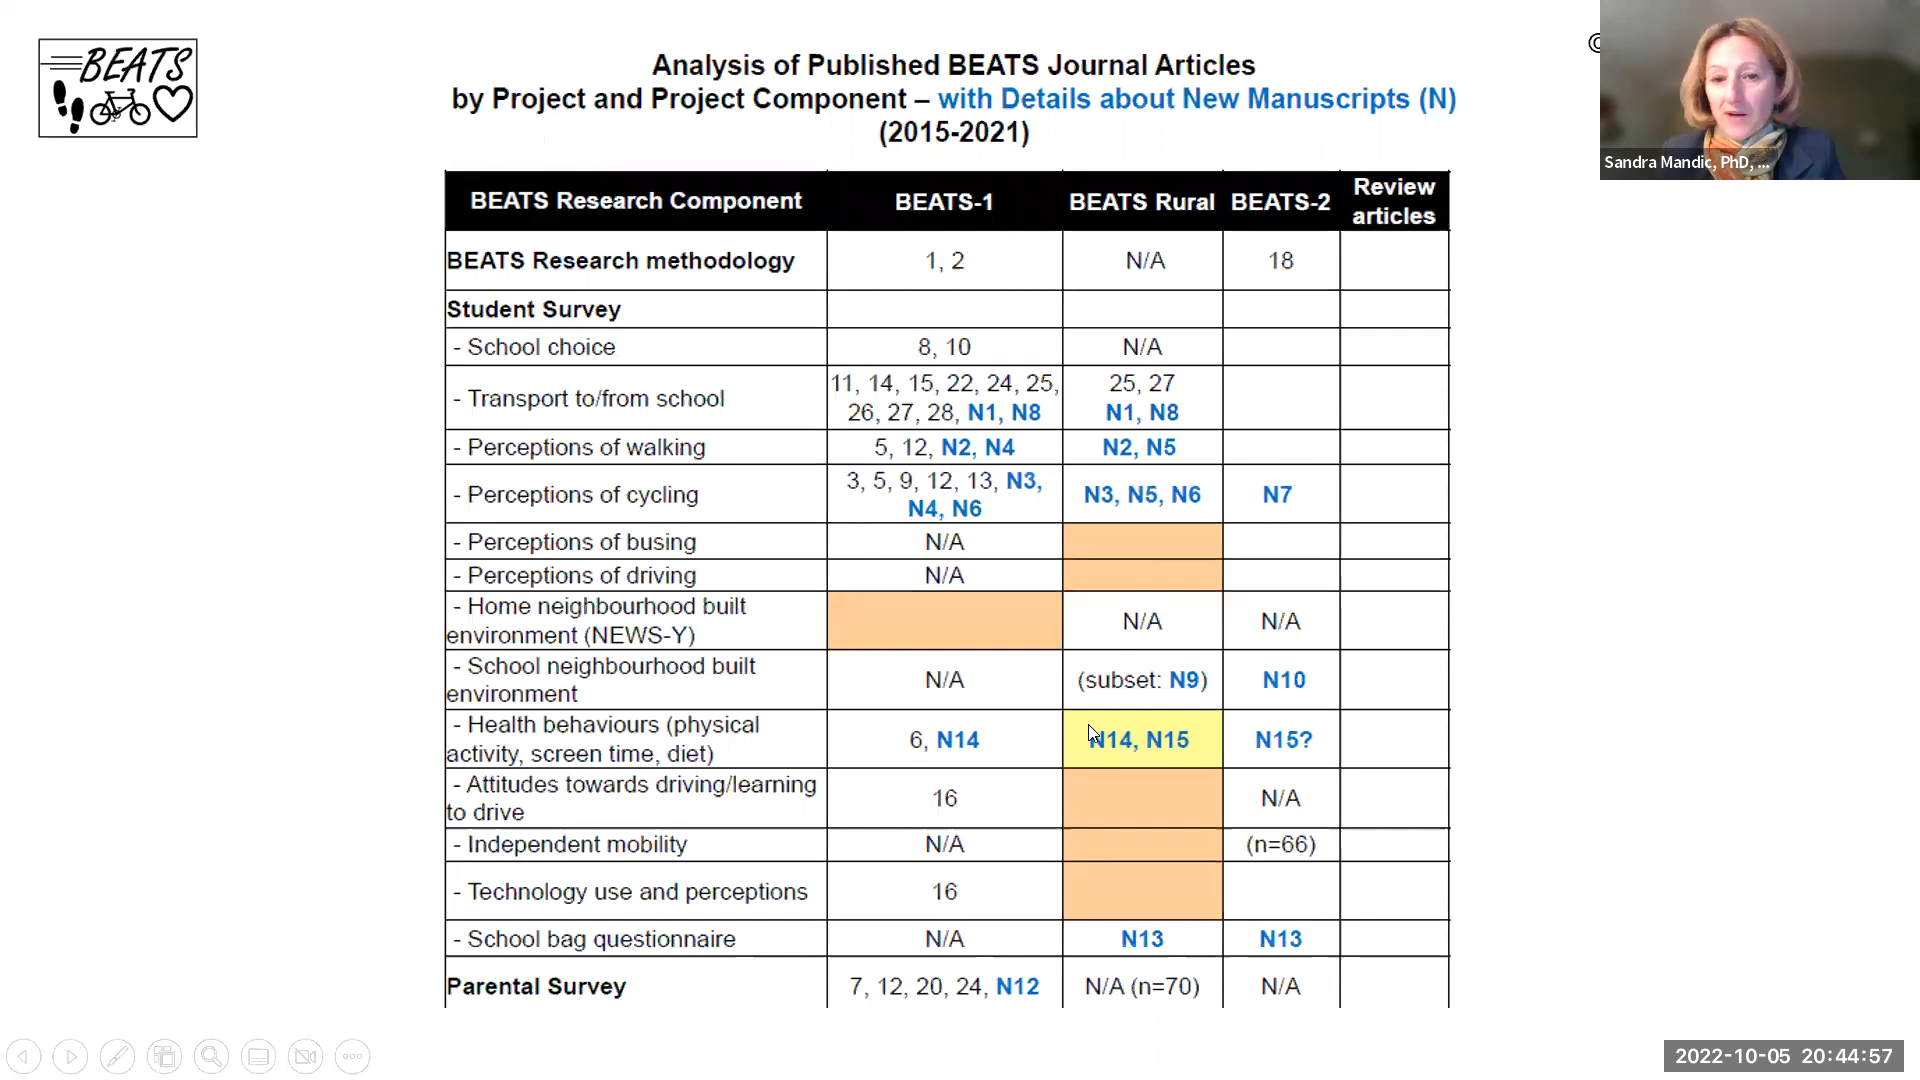 BEATS
Analysis of Published BEATS Journal Articles
by Project and Project Component – with Details about New Manuscripts (N)
(2015-2021)
©
Sandra Mandic, PhD, ...
BEATS Research Component BEATS-1 BEATS Rural BEATS-2 Review articles
BEATS Research methodology 1, 2 N/A 18
Student Survey
- School choice 8, 10 N/A
- Transport to/from school 11, 14, 15, 22, 24, 25, 26, 27, 28, N1, N8 25, 27 N1, N8
- Perceptions of walking 5, 12, N2, N4 N2, N5
- Perceptions of cycling 3, 5, 9, 12, 13, N3, N4, N6 N3, N5, N6 N7
- Perceptions of busing N/A
- Perceptions of driving N/A
- Home neighbourhood built environment (NEWS-Y) N/A N/A
- School neighbourhood built environment N/A (subset: N9) N10
- Health behaviours (physical activity, screen time, diet) 6, N14 N14, N15 N15?
- Attitudes towards driving/learning to drive 16 N/A
- Independent mobility N/A (n=66)
- Technology use and perceptions 16
- School bag questionnaire N/A N13 N13
Parental Survey 7, 12, 20, 24, N12 N/A (n=70) N/A
2022-10-05 20:44:57